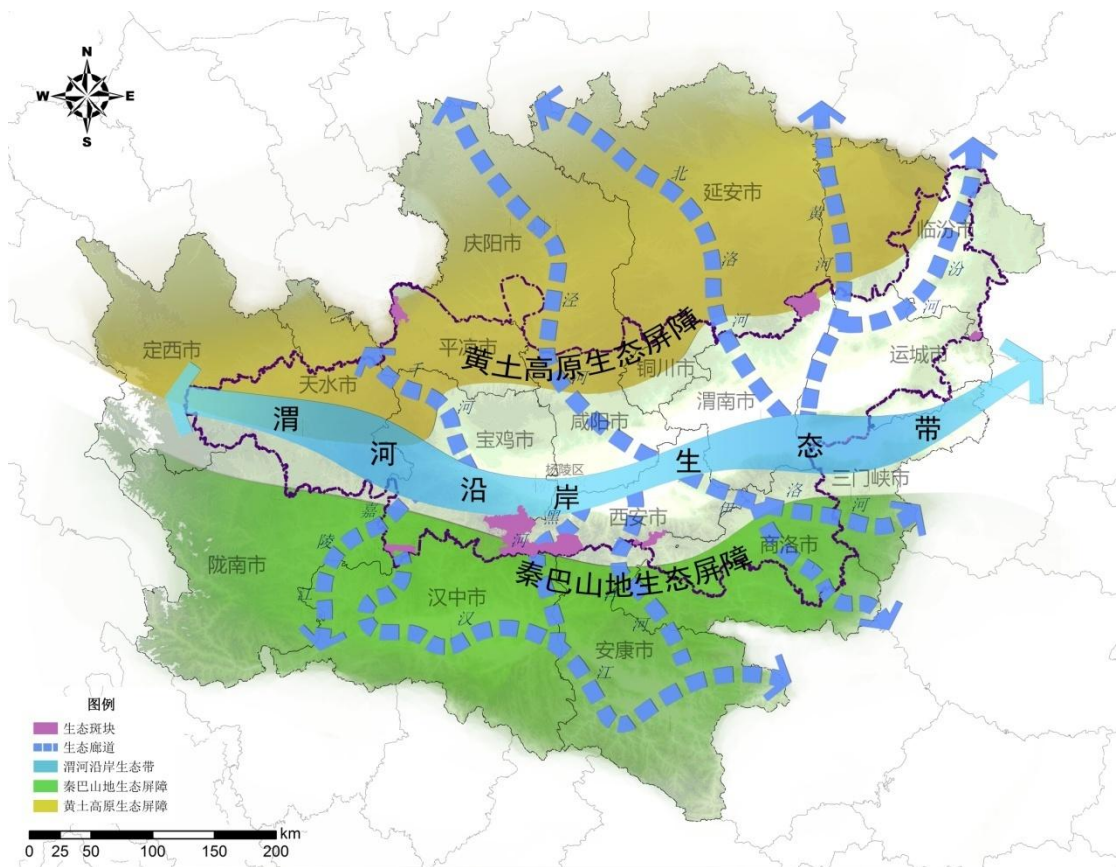 N
W E
S
北
延安市
黄
河
临汾市
汾
河
庆阳市
洛
河
泾
河
定西市
平凉市
黄土高原生态屏障
铜川市
运城市
天水市
千
河
渭南市
咸阳市
宝鸡市
渭河沿岸生态带
杨陵区
三门峡市
西安市
黑
河
洛
河
嘉
陵
江
商洛市
陇南市
秦巴山地生态屏障
汉中市
汉
江
河
安康市
图例
生态斑块
生态廊道
渭河沿岸生态带
秦巴山地生态屏障
黄土高原生态屏障
km
0 25 50 100 150 200